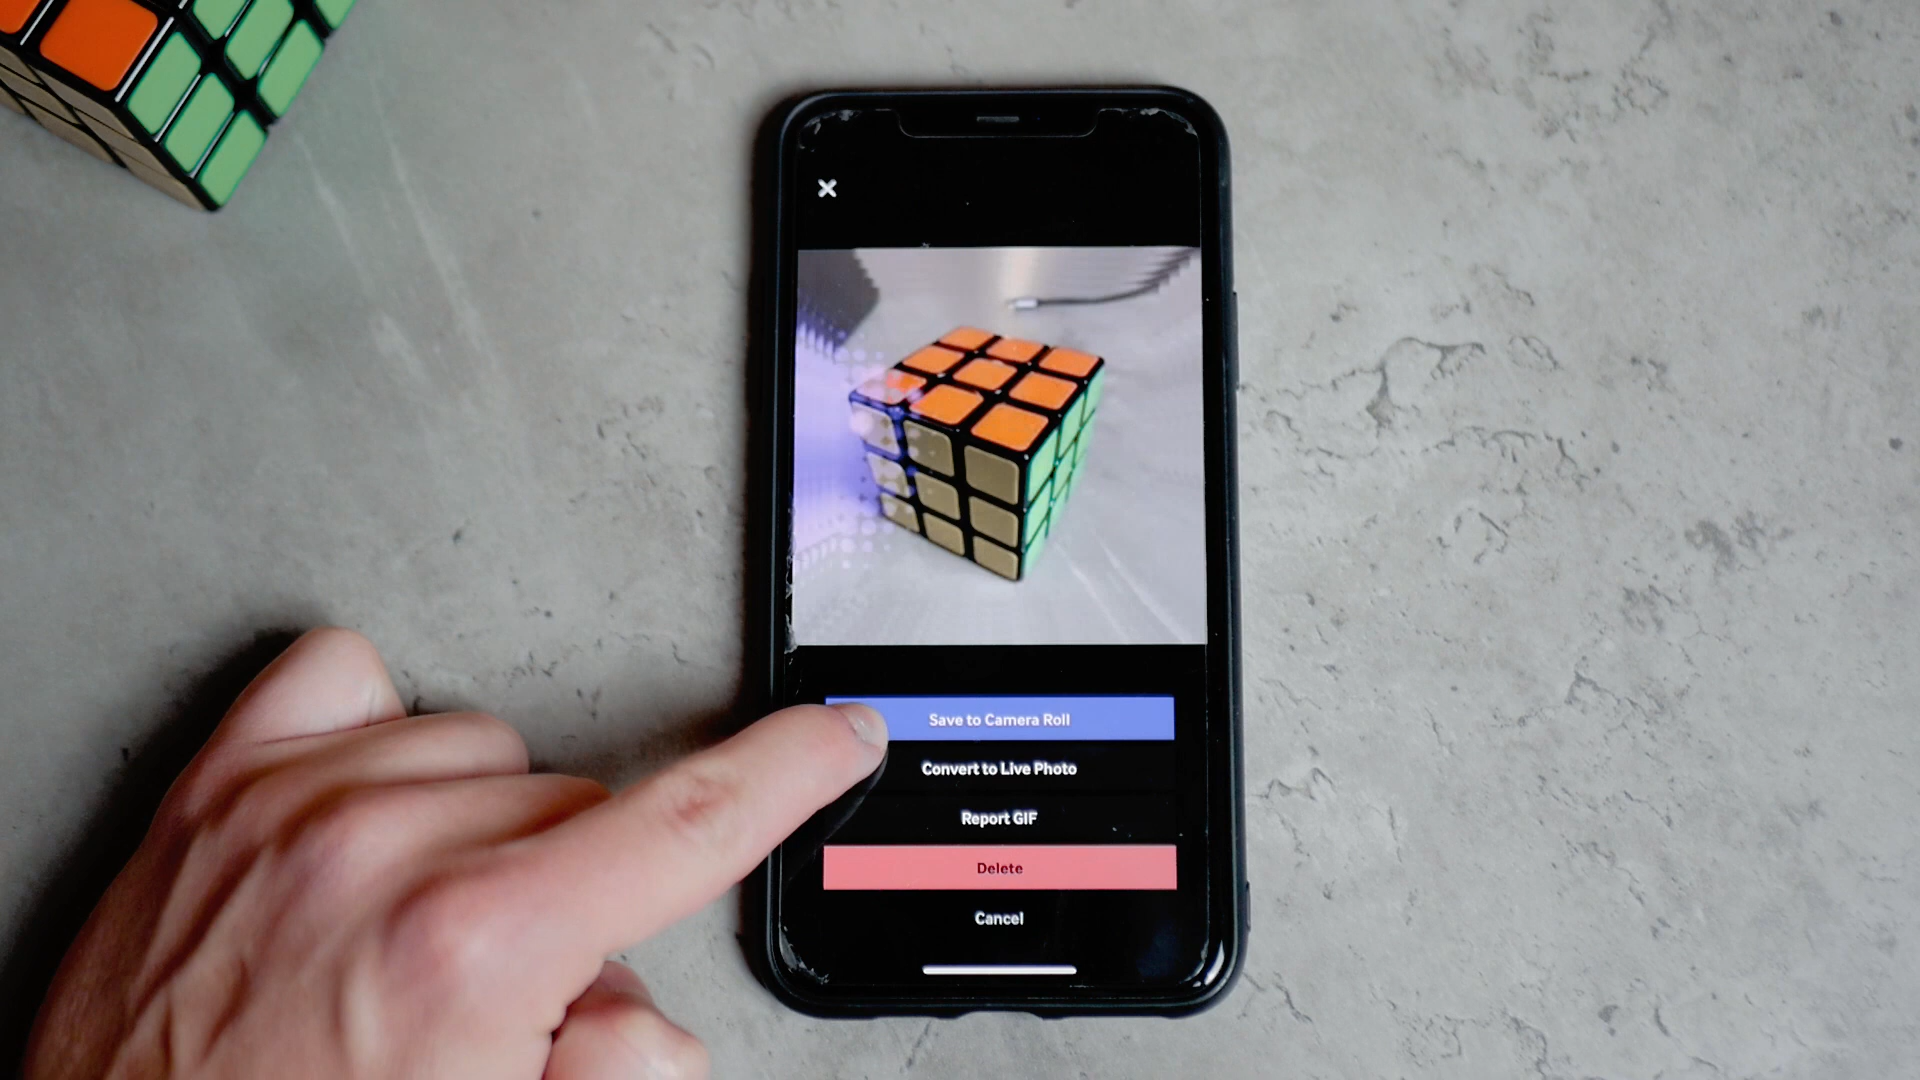 Save to Camera Roll
Convert to Live Photo
Report GIF
Delete
Cancel